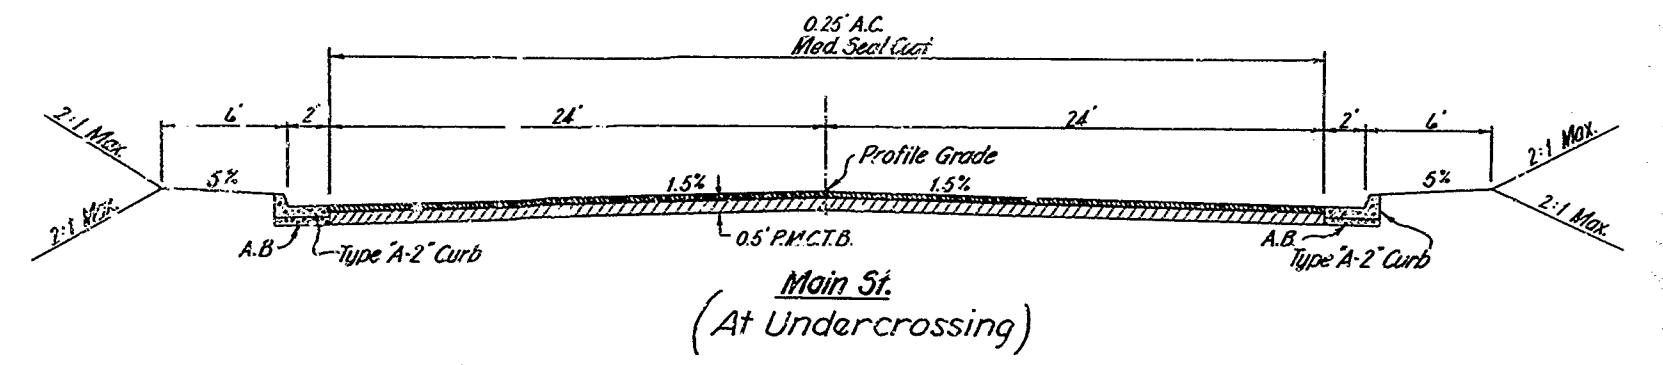 0.25' A.C.
Med. Seal Coat
6' 2' 24' 24' 2' 6'
2:1 Max. 2:1 Max.
Profile Grade
5% 1.5% 1.5% 5%
2:1 Max. 2:1 Max.
A.B. Type "A-2" Curb 0.5' P.M.C.T.B. A.B. Type "A-2" Curb
Main St.
(At Undercrossing)